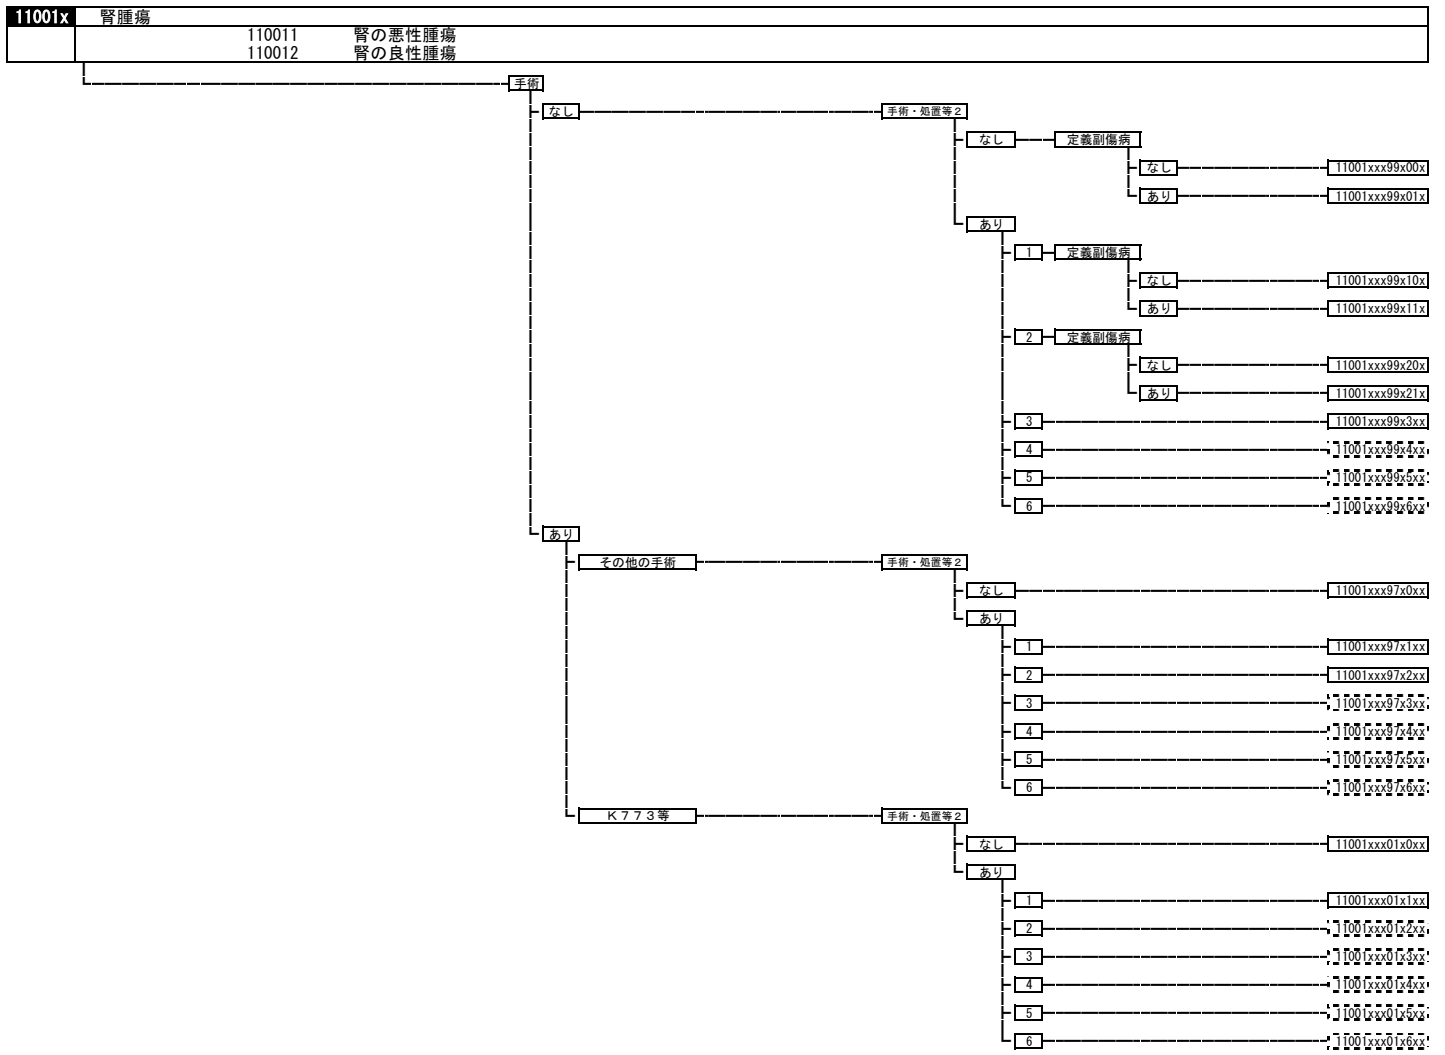 11001x 腎腫瘍
110011 腎の悪性腫瘍
110012 腎の良性腫瘍
手術
なし 手術・処置等2
なし 定義副傷病
なし 11001xxx99x00x
あり 11001xxx99x01x
あり
1 定義副傷病
なし 11001xxx99x10x
あり 11001xxx99x11x
2 定義副傷病
なし 11001xxx99x20x
あり 11001xxx99x21x
3 11001xxx99x3xx
4 11001xxx99x4xx
5 11001xxx99x5xx
6 11001xxx99x6xx
あり
その他の手術 手術・処置等2
なし 11001xxx97x0xx
あり
1 11001xxx97x1xx
2 11001xxx97x2xx
3 11001xxx97x3xx
4 11001xxx97x4xx
5 11001xxx97x5xx
6 11001xxx97x6xx
K773等 手術・処置等2
なし 11001xxx01x0xx
あり
1 11001xxx01x1xx
2 11001xxx01x2xx
3 11001xxx01x3xx
4 11001xxx01x4xx
5 11001xxx01x5xx
6 11001xxx01x6xx